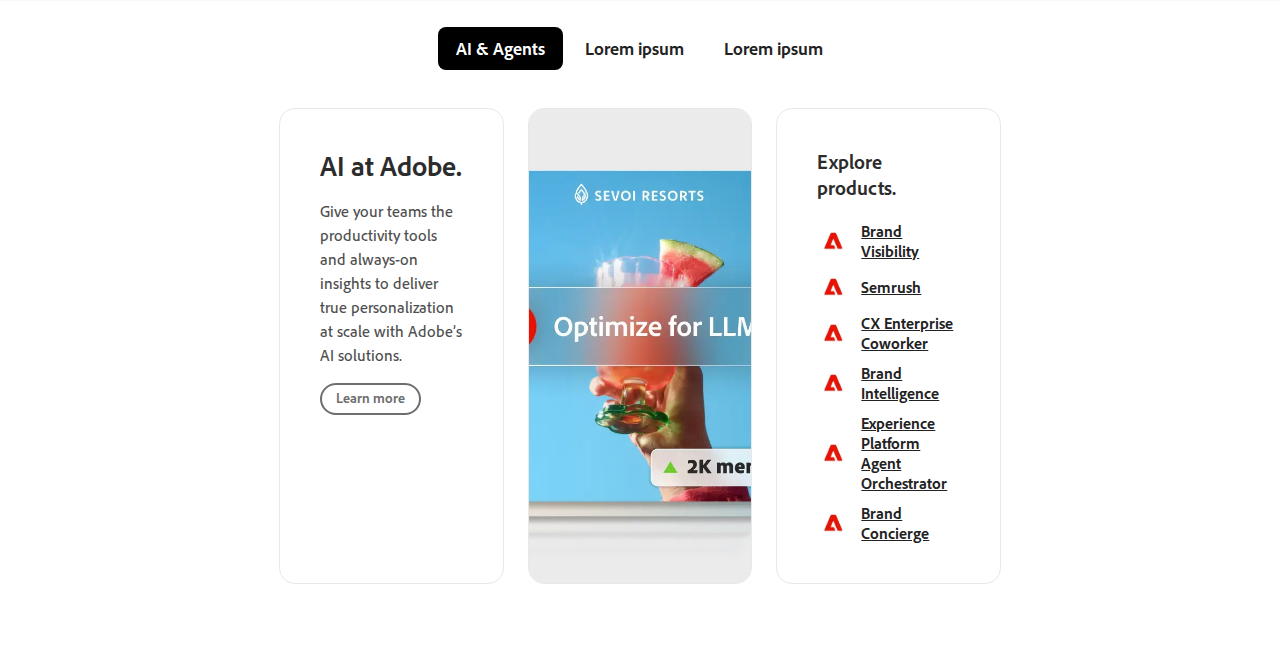 AI & Agents
Lorem ipsum
Lorem ipsum
AI at Adobe.
Give your teams the
productivity tools
and always-on
insights to deliver
true personalization
at scale with Adobe's
AI solutions.
Learn more
SEVOI RESORTS
Optimize for LLM
2K mer
Explore
products.
Brand
Visibility
Semrush
CX Enterprise
Coworker
Brand
Intelligence
Experience
Platform
Agent
Orchestrator
Brand
Concierge